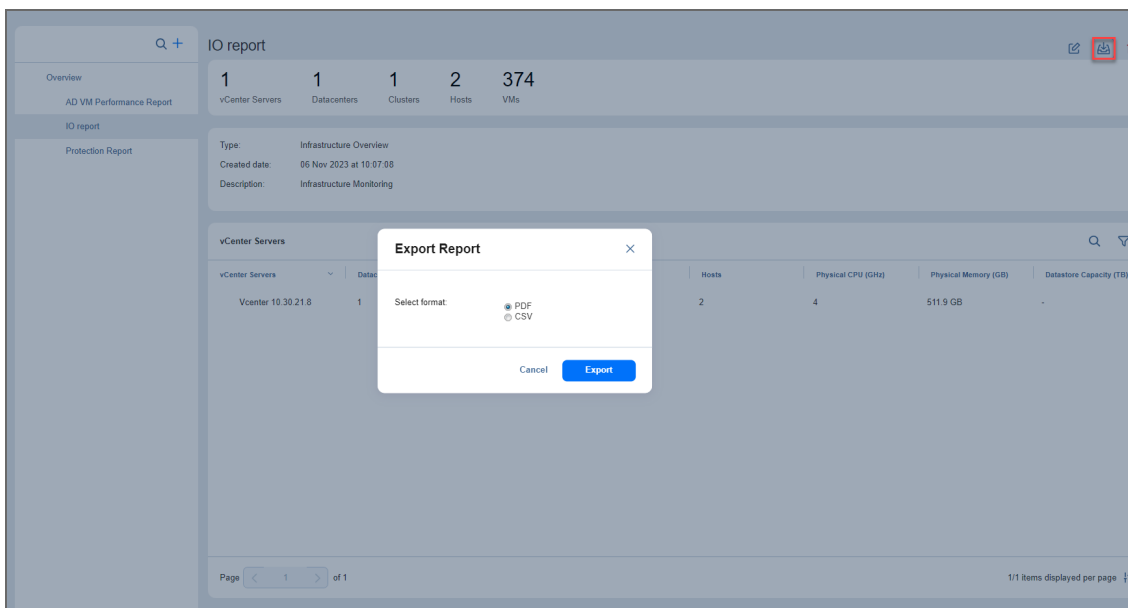 IO report
Overview
AD VM Performance Report
IO report
Protection Report
1 1 1 2 374
vCenter Servers Datacenters Clusters Hosts VMs
Type: Infrastructure Overview
Created date: 06 Nov 2023 at 10:07:08
Description: Infrastructure Monitoring
vCenter Servers
Export Report
vCenter Servers Datac Hosts Physical CPU (GHz) Physical Memory (GB) Datastore Capacity (TB)
Vcenter 10.30.21.8 1 2 4 511.9 GB -
Select format: PDF
CSV
Cancel Export
Page 1 of 1 1/1 items displayed per page